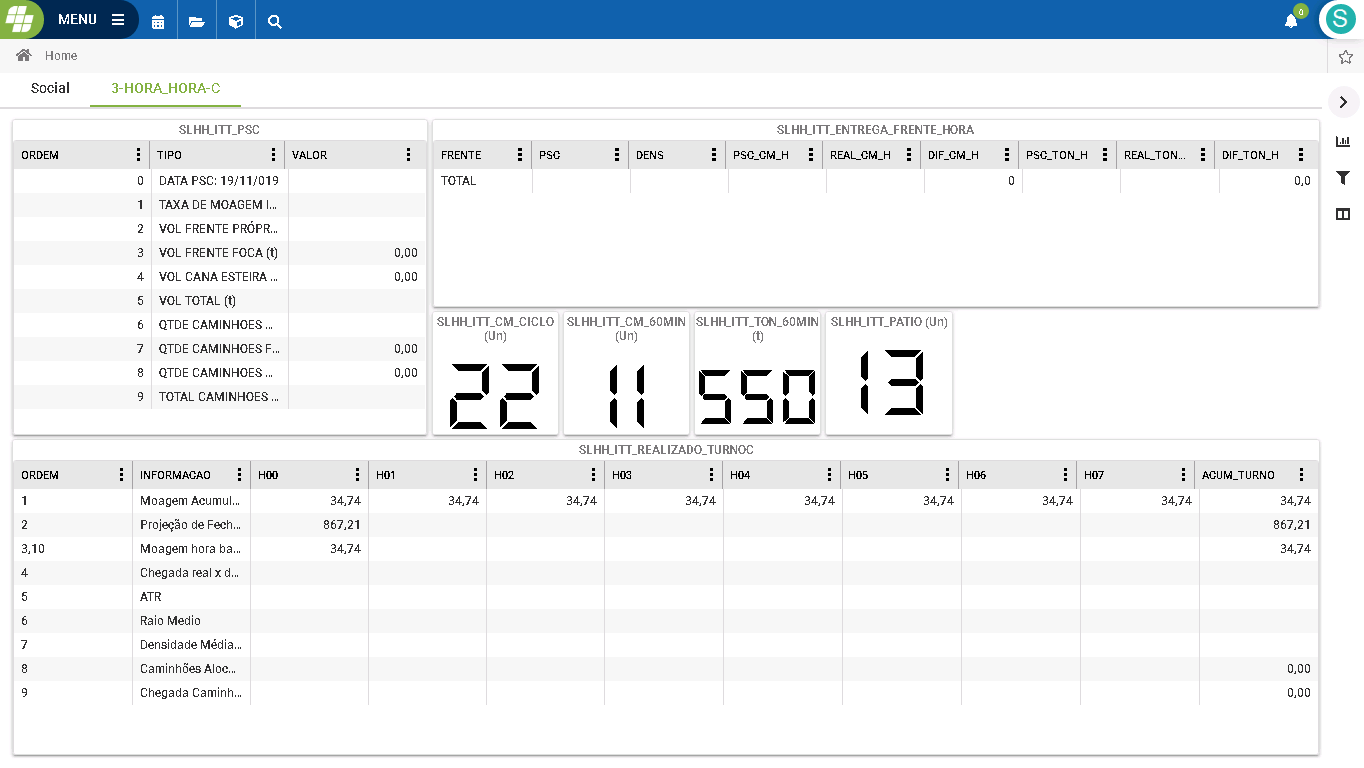 MENU
0
S
Home
Social 3-HORA_HORA-C
SLHH_ITT_PSC
ORDEM TIPO VALOR
0 DATA PSC: 19/11/019
1 TAXA DE MOAGEM I...
2 VOL FRENTE PRÓPR...
3 VOL FRENTE FOCA (t) 0,00
4 VOL CANA ESTEIRA ... 0,00
5 VOL TOTAL (t)
6 QTDE CAMINHOES ...
7 QTDE CAMINHOES F... 0,00
8 QTDE CAMINHOES ... 0,00
9 TOTAL CAMINHOES ...
SLHH_ITT_ENTREGA_FRENTE_HORA
FRENTE PSC DENS PSC_CM_H REAL_CM_H DIF_CM_H PSC_TON_H REAL_TON... DIF_TON_H
TOTAL 0 0,0
SLHH_ITT_CM_CICLO
(Un)
22
SLHH_ITT_CM_60MIN
(Un)
11
SLHH_ITT_TON_60MIN
(t)
550
SLHH_ITT_PATIO (Un)
13
SLHH_ITT_REALIZADO_TURNOC
ORDEM INFORMACAO H00 H01 H02 H03 H04 H05 H06 H07 ACUM_TURNO
1 Moagem Acumul... 34,74 34,74 34,74 34,74 34,74 34,74 34,74 34,74 34,74
2 Projeção de Fech... 867,21 867,21
3,10 Moagem hora ba... 34,74 34,74
4 Chegada real x d...
5 ATR
6 Raio Medio
7 Densidade Média...
8 Caminhões Aloc... 0,00
9 Chegada Caminh... 0,00